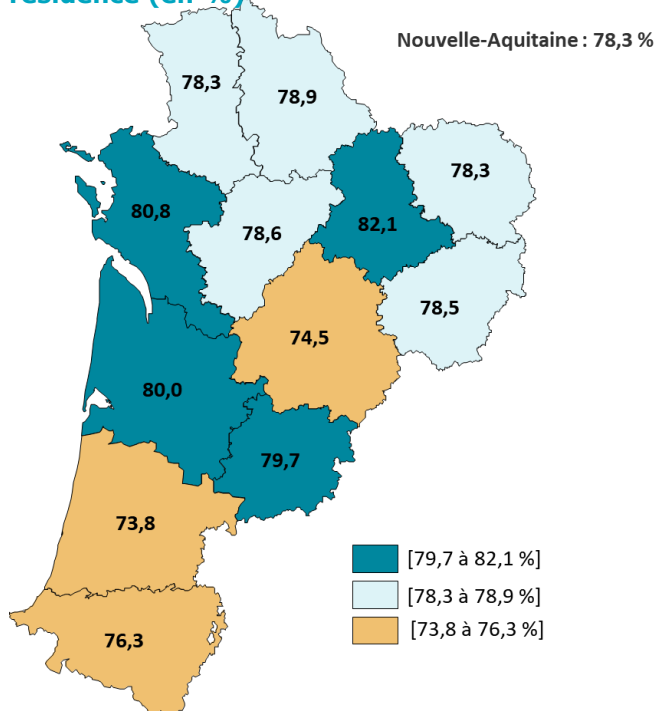 résidence (en %)
Nouvelle-Aquitaine : 78,3 %
78,3
78,9
78,3
80,8
82,1
78,6
78,5
74,5
80,0
79,7
73,8
76,3
[79,7 à 82,1 %]
[78,3 à 78,9 %]
[73,8 à 76,3 %]